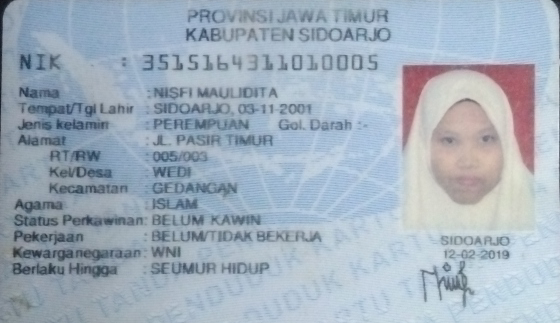 PROVINSI JAWA TIMUR
KABUPATEN SIDOARJO
NIK : 3515164311010005
Nama : NISFI MAULIDITA
Tempat/Tgl Lahir : SIDOARJO, 03-11-2001
Jenis kelamin : PEREMPUAN Gol. Darah :-
Alamat : JL. PASIR TIMUR
RT/RW : 005/003
Kel/Desa : WEDI
Kecamatan : GEDANGAN
Agama : ISLAM
Status Perkawinan: BELUM KAWIN
Pekerjaan : BELUM/TIDAK BEKERJA
Kewarganegaraan: WNI
Berlaku Hingga : SEUMUR HIDUP
SIDOARJO
12-02-2019